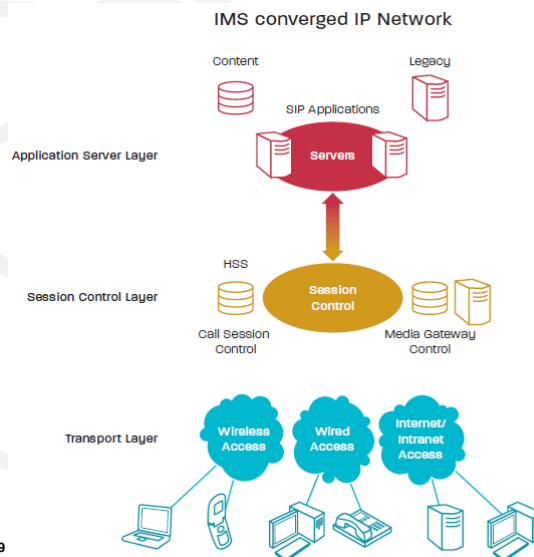 IMS converged IP Network
Content
Legacy
SIP Applications
Application Server Layer
Servers
HSS
Session Control Layer
Session
Control
Call Session
Control
Media Gateway
Control
Transport Layer
Wireless
Access
Wired
Access
Internet/
Intranet
Access
9